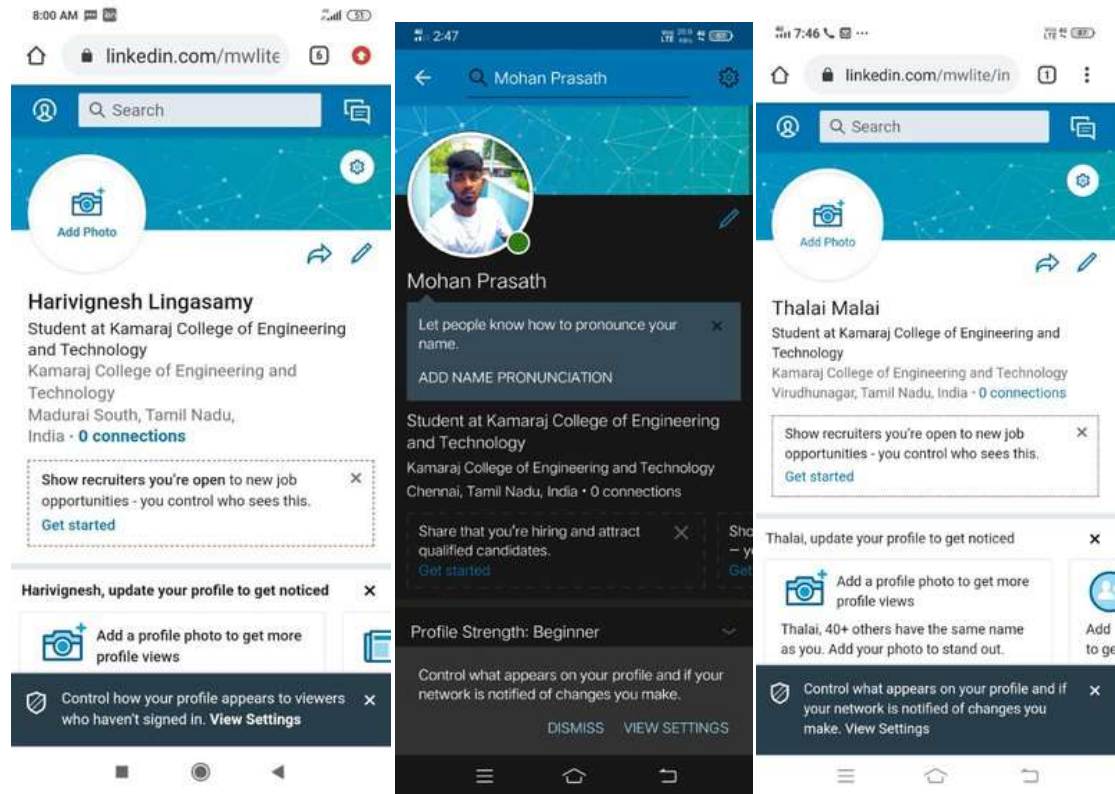 8:00 AM
51
linkedin.com/mwlite
6
Search
Add Photo
Harivignesh Lingasamy
Student at Kamaraj College of Engineering
and Technology
Kamaraj College of Engineering and
Technology
Madurai South, Tamil Nadu,
India · 0 connections
Show recruiters you're open to new job
opportunities - you control who sees this.
Get started
Harivignesh, update your profile to get noticed
Add a profile photo to get more
profile views
Control how your profile appears to viewers
who haven't signed in. View Settings
2:47
Mohan Prasath
Mohan Prasath
Let people know how to pronounce your
name.
ADD NAME PRONUNCIATION
Student at Kamaraj College of Engineering
and Technology
Kamaraj College of Engineering and Technology
Chennai, Tamil Nadu, India • 0 connections
Share that you're hiring and attract
qualified candidates.
Get started
Sho
– y
Get
Profile Strength: Beginner
Control what appears on your profile and if your
network is notified of changes you make.
DISMISS VIEW SETTINGS
7:46
linkedin.com/mwlite/in
1
Search
Add Photo
Thalai Malai
Student at Kamaraj College of Engineering and
Technology
Kamaraj College of Engineering and Technology
Virudhunagar, Tamil Nadu, India · 0 connections
Show recruiters you're open to new job
opportunities - you control who sees this.
Get started
Thalai, update your profile to get noticed
Add a profile photo to get more
profile views
Thalai, 40+ others have the same name
as you. Add your photo to stand out.
Add
to ge
Control what appears on your profile and if
your network is notified of changes you
make. View Settings